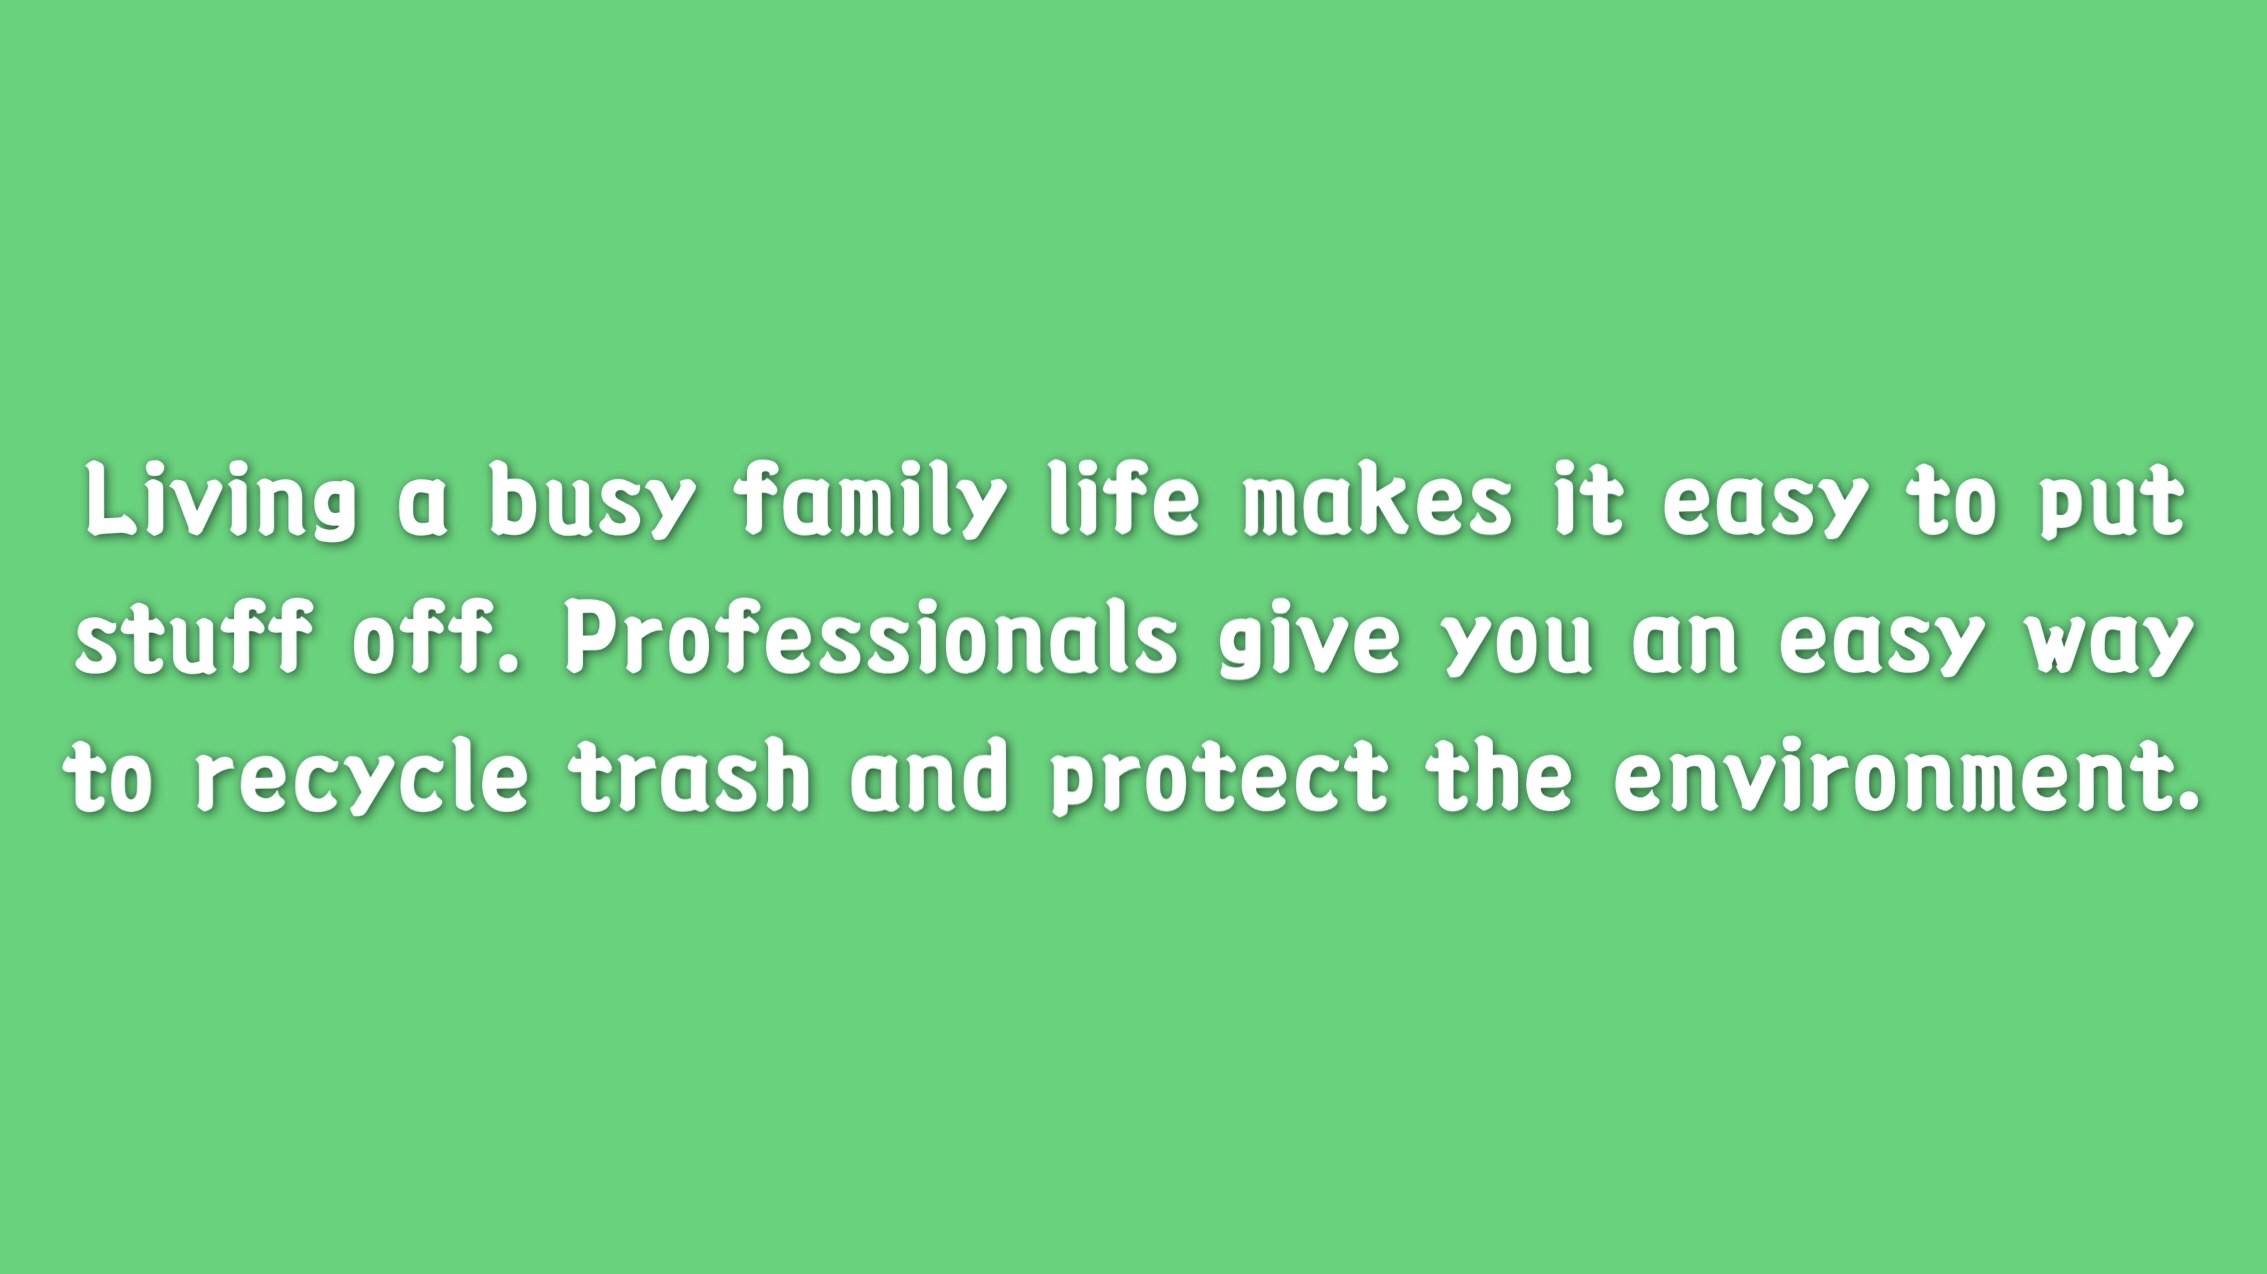 Living a busy family life makes it easy to put
stuff off. Professionals give you an easy way
to recycle trash and protect the environment.